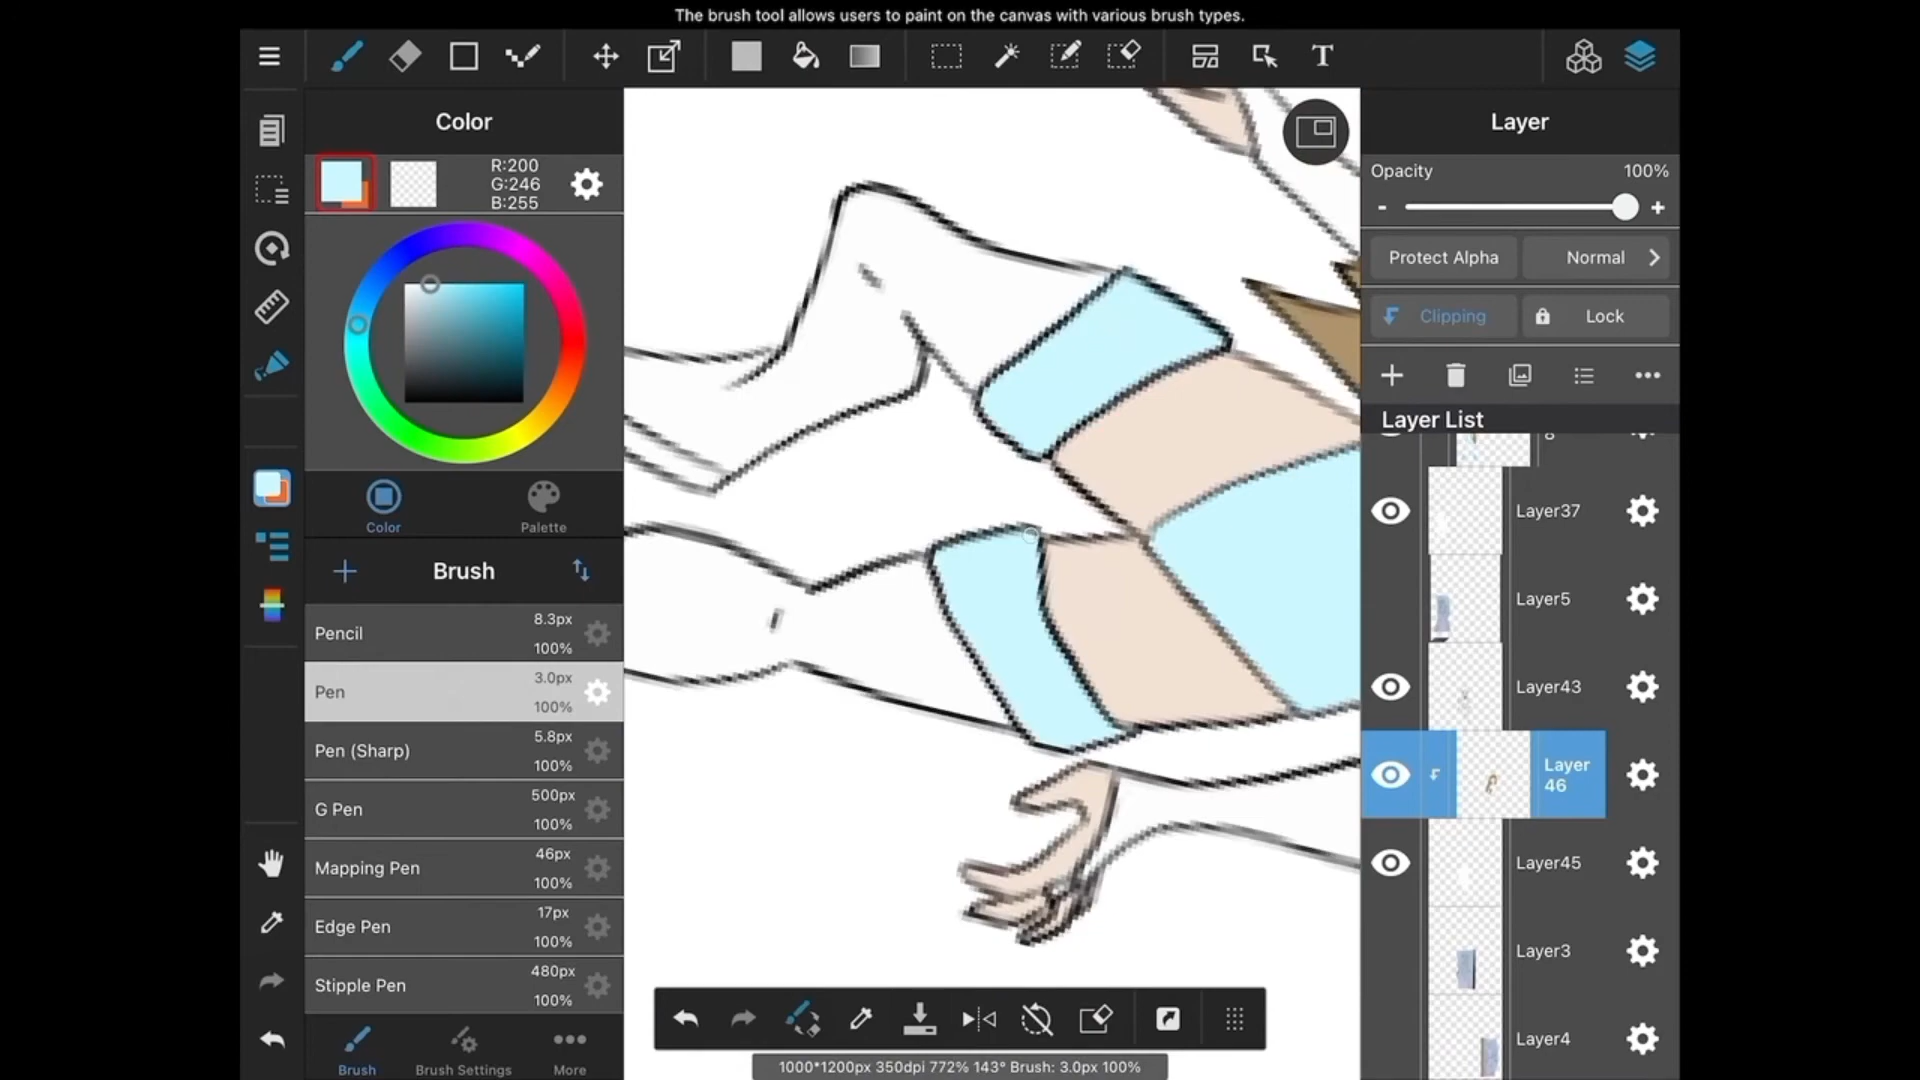 The brush tool allows users to paint on the canvas with various brush types.
T
Color
R:200
G:246
B:255
Color
Palette
Brush
Pencil
8.3px
100%
Pen
3.0px
100%
Pen (Sharp)
5.8px
100%
G Pen
500px
100%
Mapping Pen
46px
100%
Edge Pen
17px
100%
Stipple Pen
480px
100%
Brush
Brush Settings
More
1000*1200px 350dpi 772% 143° Brush: 3.0px 100%
Layer
Opacity
100%
- +
Protect Alpha
Normal
Clipping
Lock
Layer List
Layer37
Layer5
Layer43
Layer
46
Layer45
Layer3
Layer4